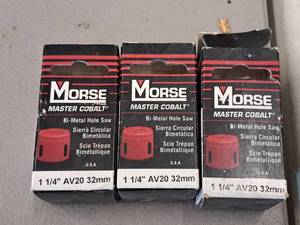 MORSE
MASTER COBALT®
Bi-Metal Hole Saw
Sierra Circular
Bimetálica
Scie Trépan
Bimétallique
U.S.A.
1 1/4" AV20 32mm
MORSE
MASTER COBALT®
Bi-Metal Hole Saw
Sierra Circular
Bimetálica
Scie Trépan
Bimétallique
U.S.A.
1 1/4" AV20 32mm
MORSE
MASTER COBALT®
Bi-Metal Hole Saw
Sierra Circular
Bimetálica
Scie Trépan
Bimétallique
U.S.A.
1 1/4" AV20 32mm